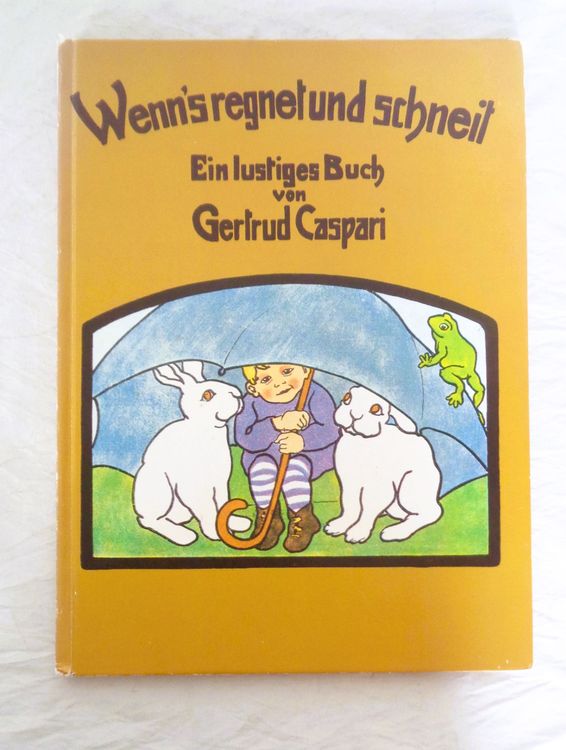 Wenn's regnet und schneit
Ein lustiges Buch
von
Gertrud Caspari